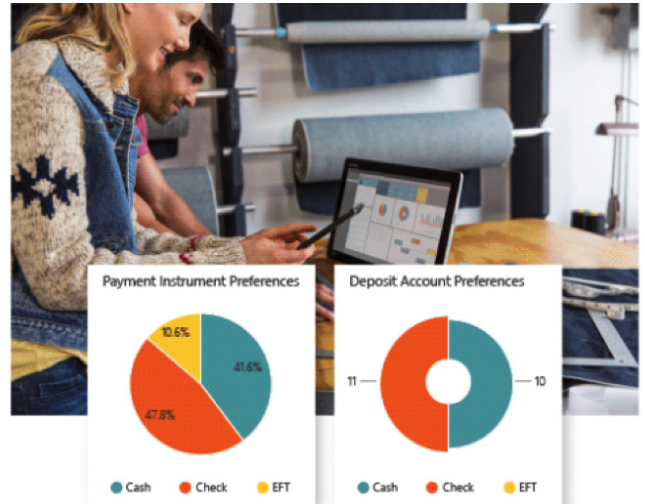 Payment Instrument Preferences
10.6%
41.6%
47.8%
Cash Check EFT
Deposit Account Preferences
11
10
Cash Check EFT